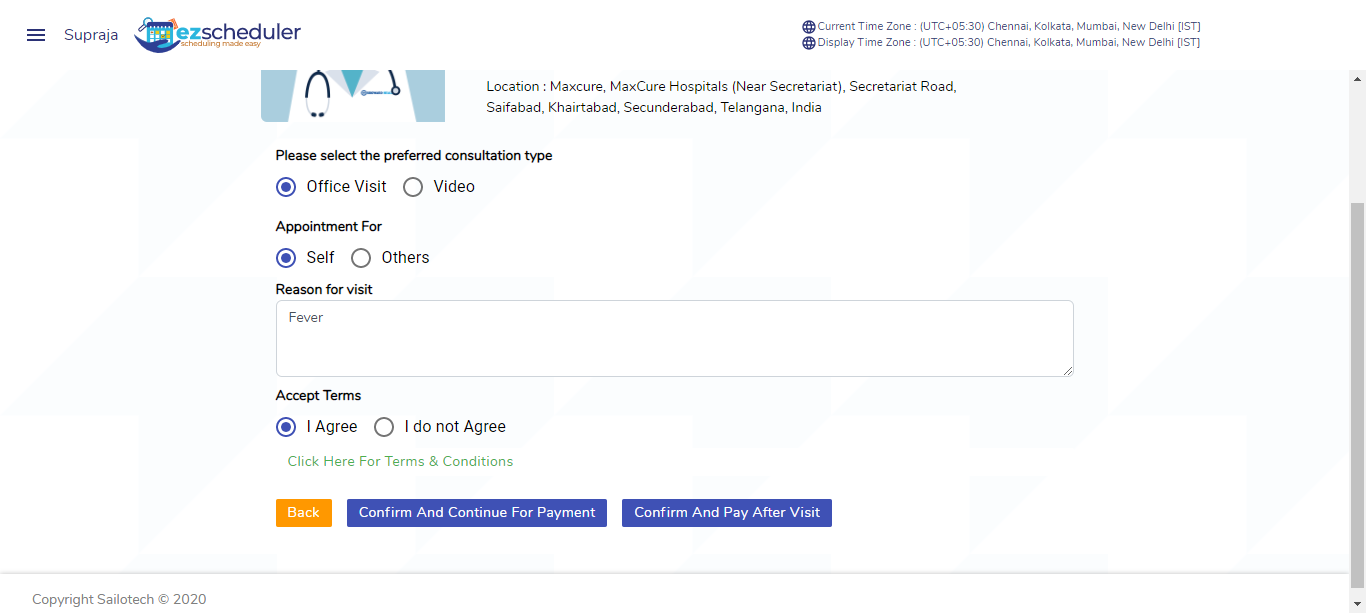 Supraja
ezscheduler
scheduling made easy
Current Time Zone : (UTC+05:30) Chennai, Kolkata, Mumbai, New Delhi [IST]
Display Time Zone : (UTC+05:30) Chennai, Kolkata, Mumbai, New Delhi [IST]
Location : Maxcure, MaxCure Hospitals (Near Secretariat), Secretariat Road,
Saifabad, Khairtabad, Secunderabad, Telangana, India
Please select the preferred consultation type
Office Visit Video
Appointment For
Self Others
Reason for visit
Fever
Accept Terms
I Agree I do not Agree
Click Here For Terms & Conditions
Back Confirm And Continue For Payment Confirm And Pay After Visit
Copyright Sailotech © 2020